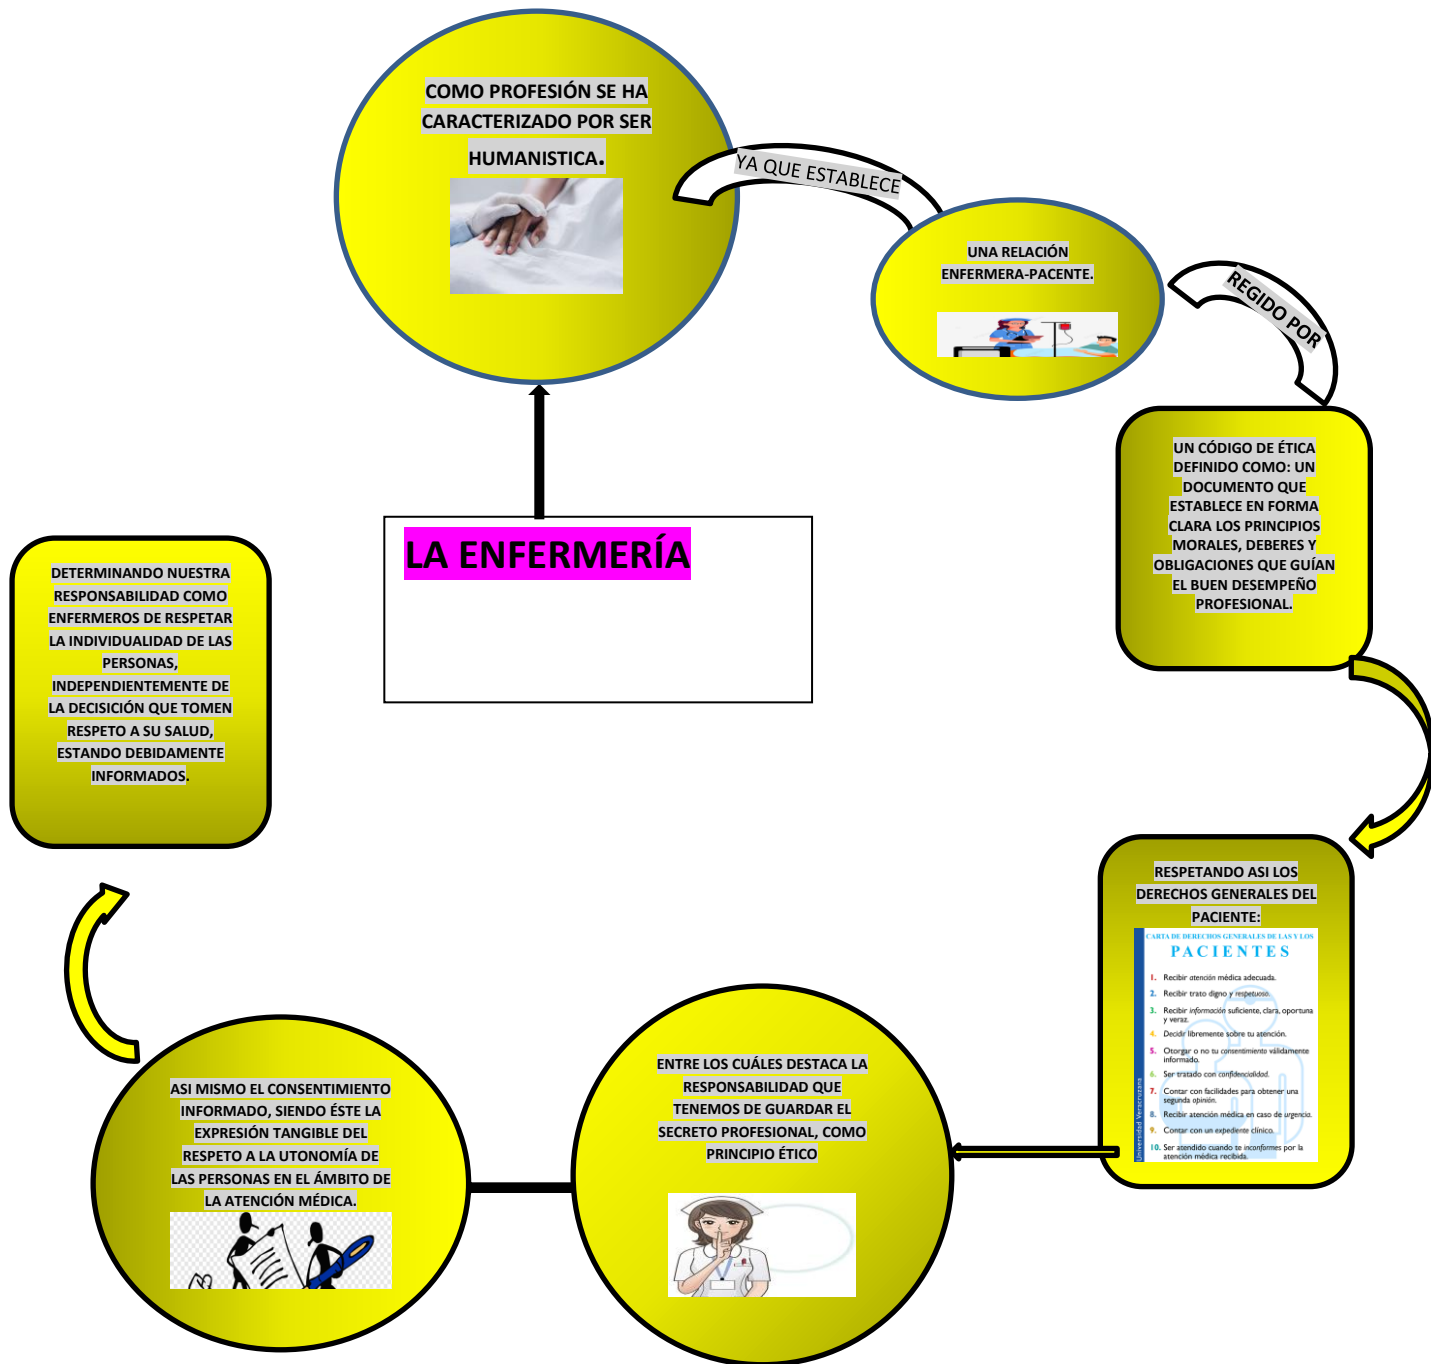 COMO PROFESIÓN SE HA
CARACTERIZADO POR SER
HUMANISTICA.
YA QUE ESTABLECE
UNA RELACIÓN
ENFERMERA-PACENTE.
REGIDO POR
UN CÓDIGO DE ÉTICA
DEFINIDO COMO: UN
DOCUMENTO QUE
ESTABLECE EN FORMA
CLARA LOS PRINCIPIOS
MORALES, DEBERES Y
OBLIGACIONES QUE GUÍAN
EL BUEN DESEMPEÑO
PROFESIONAL.
LA ENFERMERÍA
DETERMINANDO NUESTRA
RESPONSABILIDAD COMO
ENFERMEROS DE RESPETAR
LA INDIVIDUALIDAD DE LAS
PERSONAS,
INDEPENDIENTEMENTE DE
LA DECISICIÓN QUE TOMEN
RESPETO A SU SALUD,
ESTANDO DEBIDAMENTE
INFORMADOS.
RESPETANDO ASI LOS
DERECHOS GENERALES DEL
PACIENTE:
CARTA DE DERECHOS GENERALES DE LAS Y LOS
PACIENTES
1. Recibir atención médica adecuada.
2. Recibir trato digno y respetuoso.
3. Recibir información suficiente, clara, oportuna
y veraz.
4. Decidir libremente sobre tu atención.
5. Otorgar o no tu consentimiento válidamente
informado.
6. Ser tratado con confidencialidad.
7. Contar con facilidades para obtener una
segunda opinión.
8. Recibir atención médica en caso de urgencia.
9. Contar con un expediente clínico.
10. Ser atendido cuando te inconformes por la
atención médica recibida.
Universidad Veracruzana
ENTRE LOS CUÁLES DESTACA LA
RESPONSABILIDAD QUE
TENEMOS DE GUARDAR EL
SECRETO PROFESIONAL, COMO
PRINCIPIO ÉTICO
ASI MISMO EL CONSENTIMIENTO
INFORMADO, SIENDO ÉSTE LA
EXPRESIÓN TANGIBLE DEL
RESPETO A LA UTONOMÍA DE
LAS PERSONAS EN EL ÁMBITO DE
LA ATENCIÓN MÉDICA.